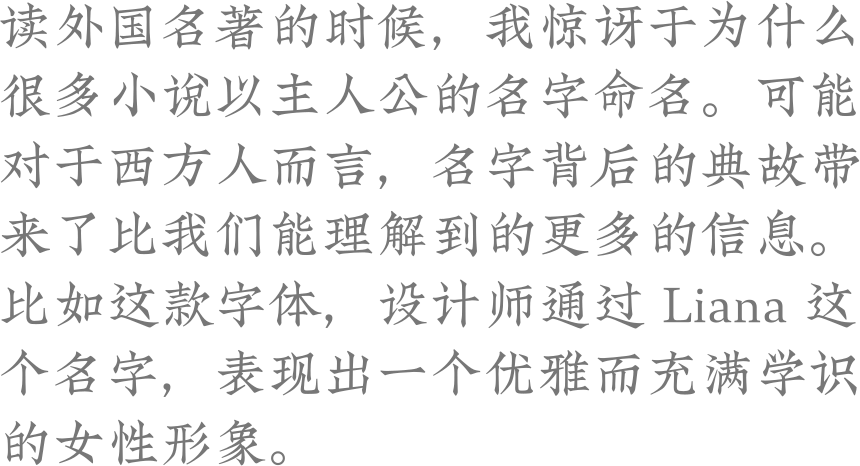 读外国名著的时候，我惊讶于为什么
很多小说以主人公的名字命名。可能
对于西方人而言，名字背后的典故带
来了比我们能理解到的更多的信息。
比如这款字体，设计师通过 Liana 这
个名字，表现出一个优雅而充满学识
的女性形象。